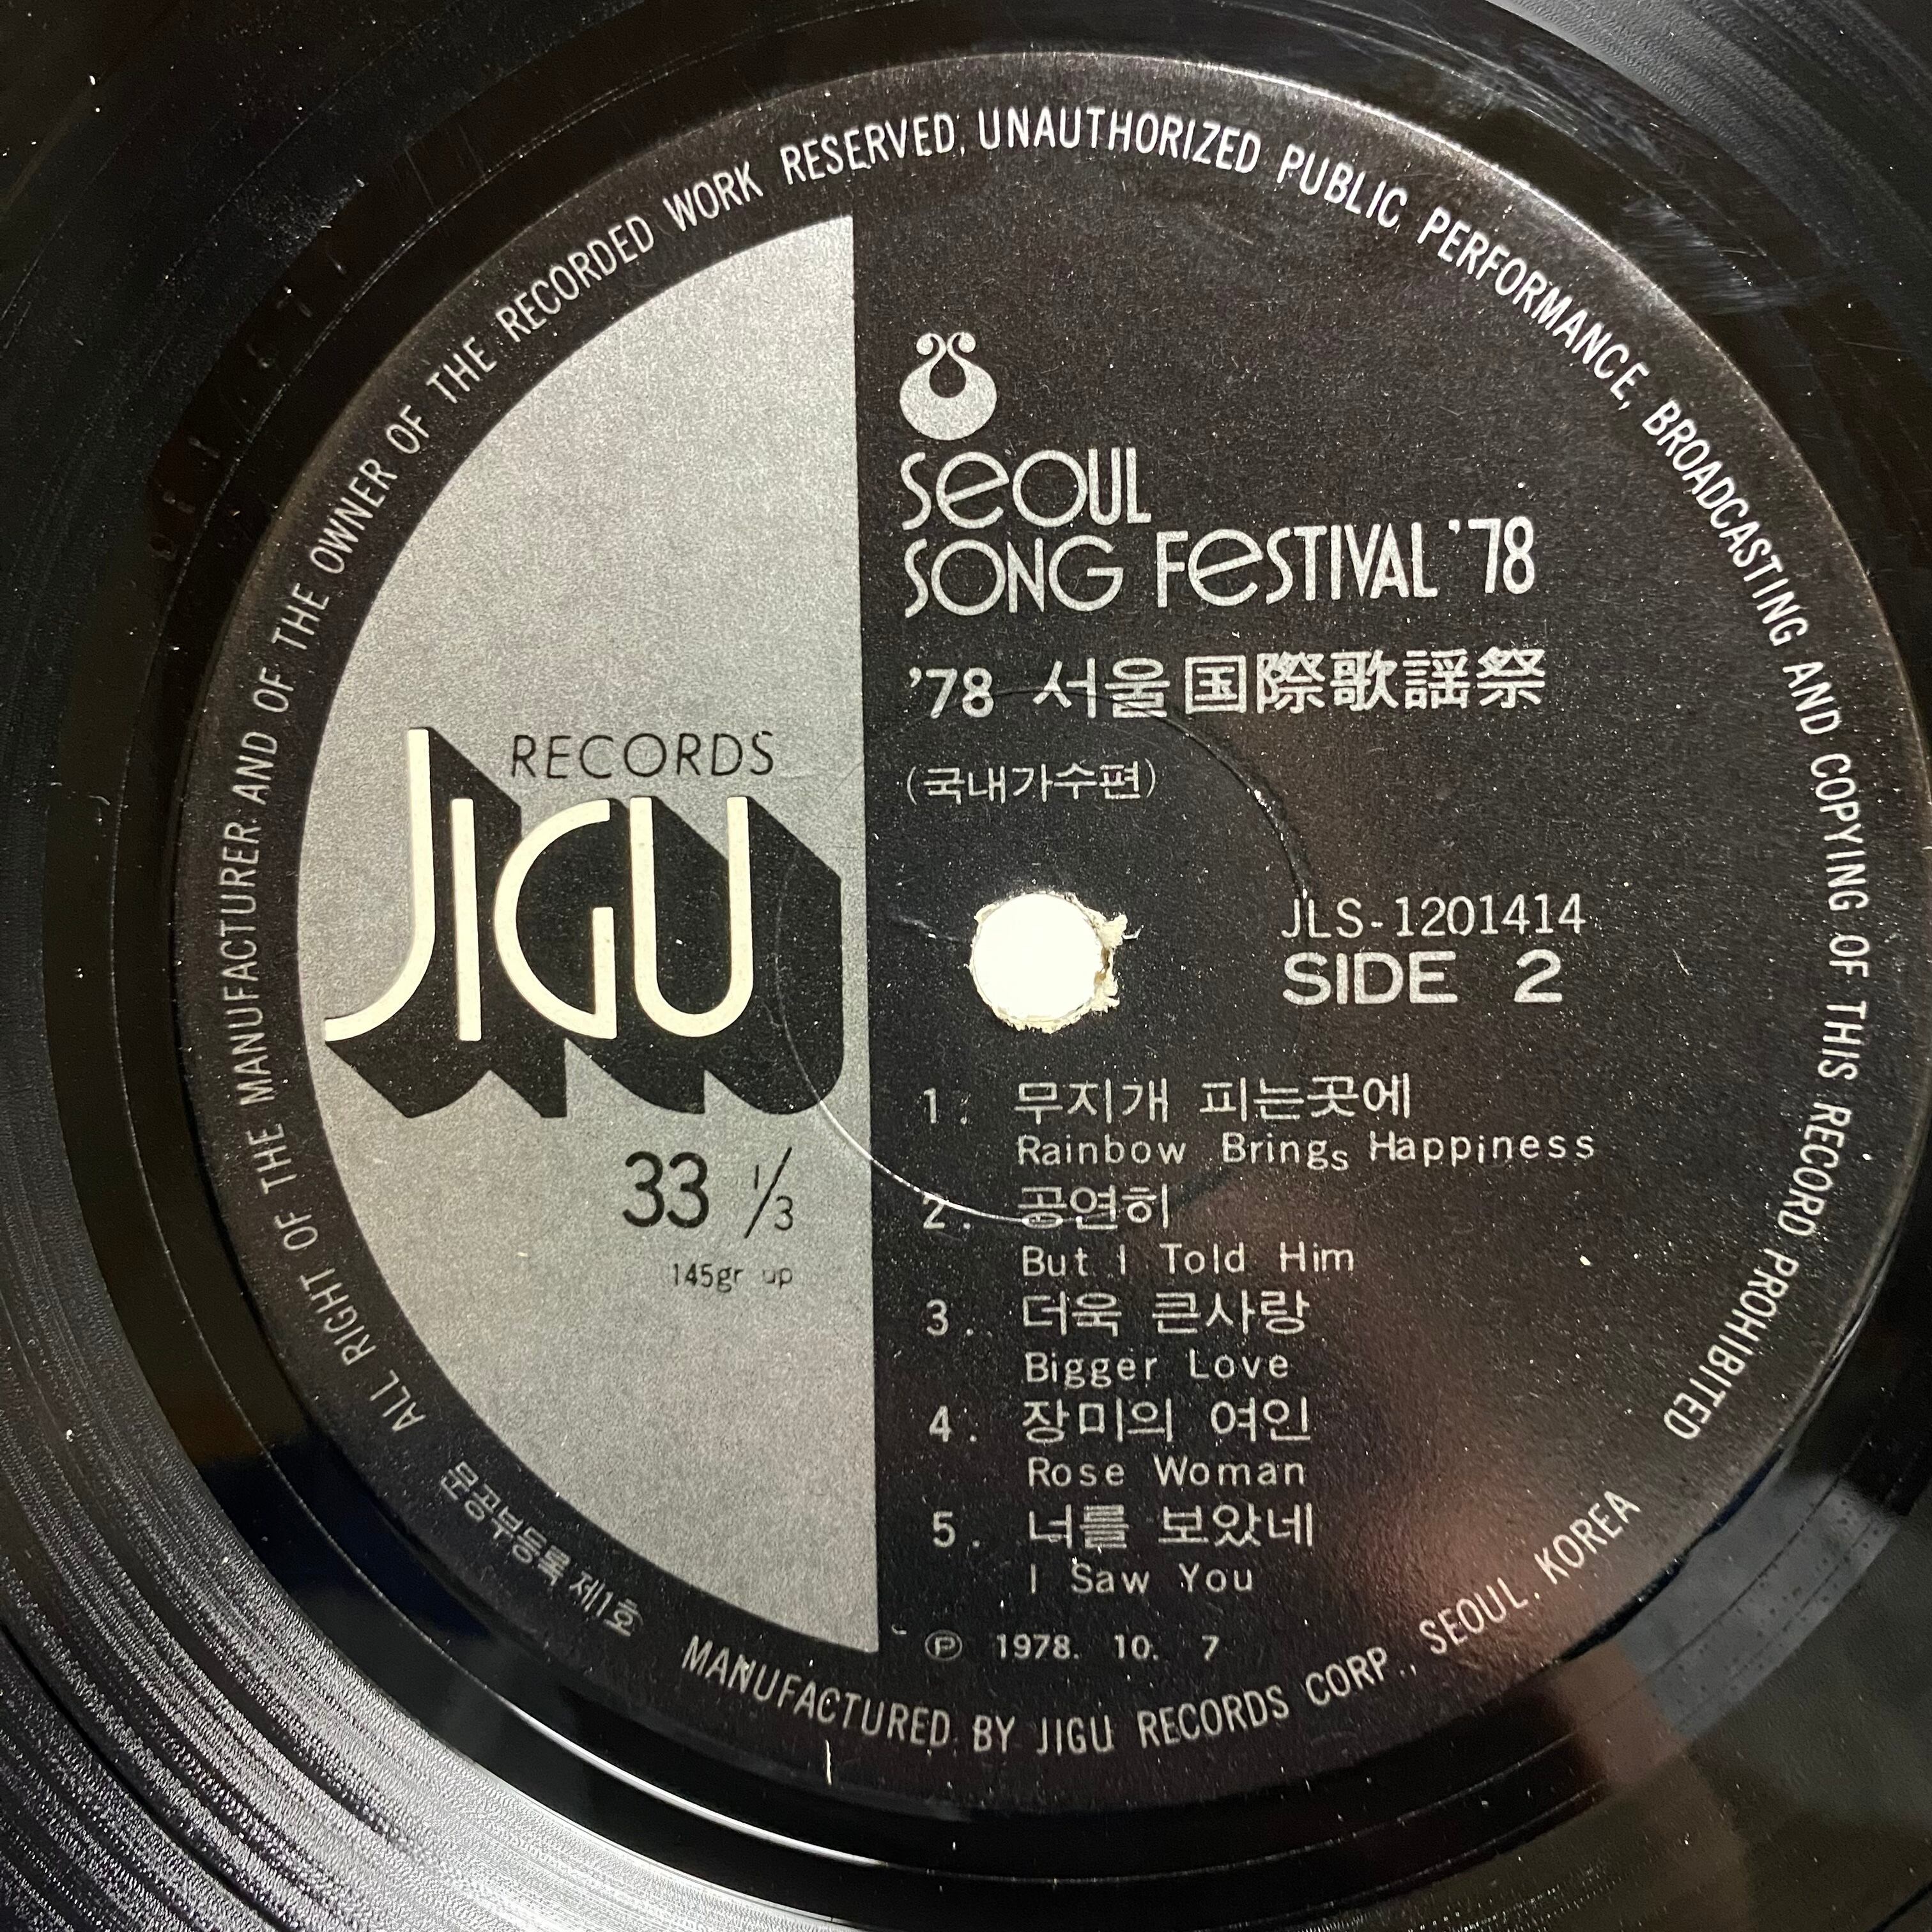 ALL RIGHT OF THE MANUFACTURER AND OF THE OWNER OF THE RECORDED WORK RESERVED, UNAUTHORIZED PUBLIC PERFORMANCE, BROADCASTING AND COPYING OF THIS RECORD PROHIBITED
SEOUL
SONG FESTIVAL '78
'78 서울国際歌謡祭
(국내가수편)
RECORDS
JIGU
JLS-1201414
SIDE 2
33 1/3
145gr up
1. 무지개 피는곳에
Rainbow Brings Happiness
2. 공연히
But I Told Him
3. 더욱 큰사랑
Bigger Love
4. 장미의 여인
Rose Woman
5. 너를 보았네
I Saw You
Ⓟ 1978. 10. 7
문공부등록 제1호
MANUFACTURED BY JIGU RECORDS CORP., SEOUL. KOREA